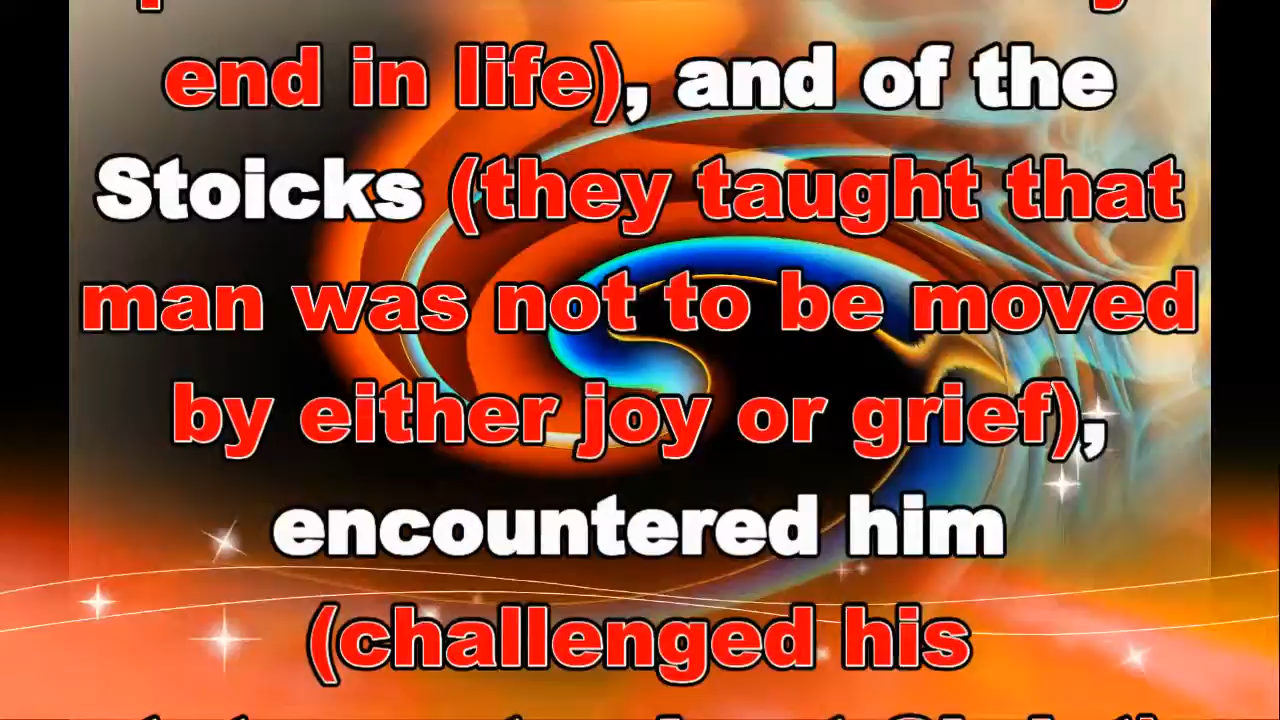 end in life), and of the
Stoicks (they taught that
man was not to be moved
by either joy or grief),
encountered him
(challenged his